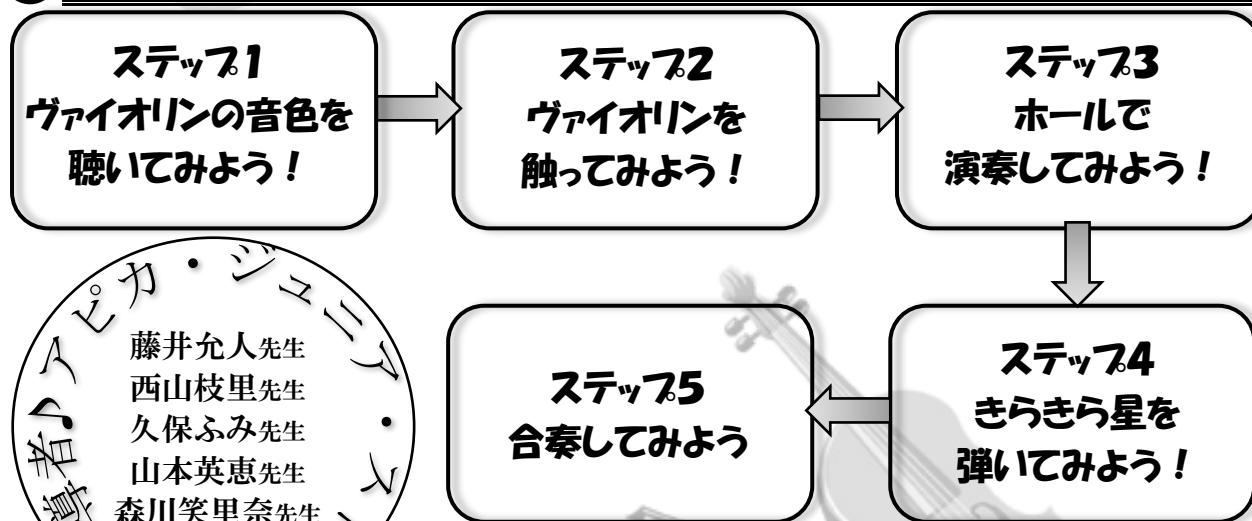 ステップ1
ヴァイオリンの音色を
聴いてみよう！
ステップ2
ヴァイオリンを
触ってみよう！
ステップ3
ホールで
演奏してみよう！
ステップ4
きらきら星を
弾いてみよう！
ステップ5
合奏してみよう
導者♪アピカ・ジュニア・ス
藤井允人先生
西山枝里先生
久保ふみ先生
山本英恵先生
森川笑里奈先生